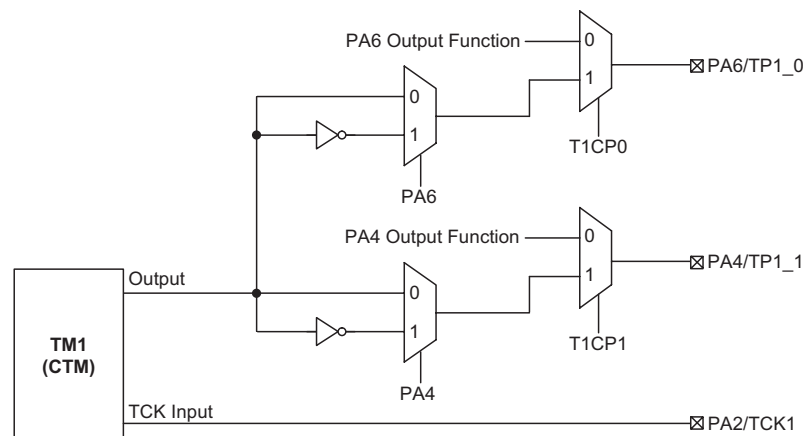 PA6 Output Function
0
1
PA6/TP1_0
T1CP0
0
1
PA6
PA4 Output Function
0
1
PA4/TP1_1
T1CP1
Output
0
1
PA4
TM1
(CTM)
TCK Input
PA2/TCK1